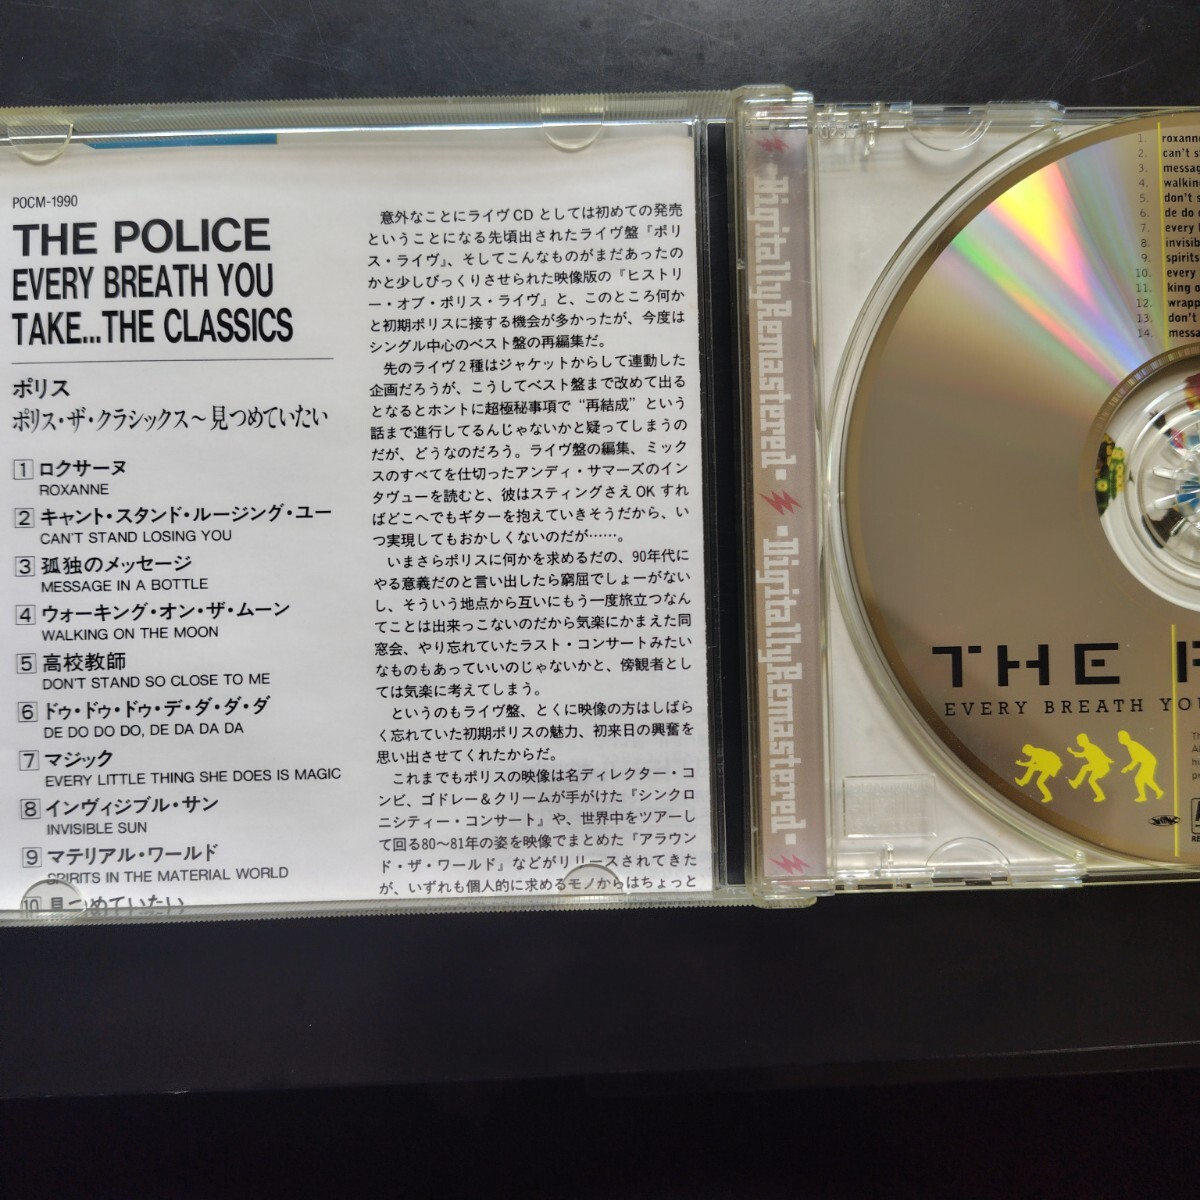 POCM-1990
THE POLICE
EVERY BREATH YOU
TAKE...THE CLASSICS
ポリス
ポリス・ザ・クラシックス～見つめていたい
1 ロクサーヌ
ROXANNE
2 キャント・スタンド・ルージング・ユー
CAN'T STAND LOSING YOU
3 孤独のメッセージ
MESSAGE IN A BOTTLE
4 ウォーキング・オン・ザ・ムーン
WALKING ON THE MOON
5 高校教師
DON'T STAND SO CLOSE TO ME
6 ドゥ・ドゥ・ドゥ・デ・ダ・ダ・ダ
DE DO DO DO, DE DA DA DA
7 マジック
EVERY LITTLE THING SHE DOES IS MAGIC
8 インヴィジブル・サン
INVISIBLE SUN
9 マテリアル・ワールド
SPIRITS IN THE MATERIAL WORLD
10 見つめていたい
意外なことにライヴCDとしては初めての発売
ということになる先頃出されたライヴ盤『ポリ
ス・ライヴ』、そしてこんなものがまだあったの
かと少しびっくりさせられた映像版の『ヒストリ
ー・オブ・ポリス・ライヴ』と、このところ何か
と初期ポリスに接する機会が多かったが、今度は
シングル中心のベスト盤の再編集だ。
先のライヴ2種はジャケットからして連動した
企画だろうが、こうしてベスト盤まで改めて出る
となるとホントに超極秘事項で“再結成”という
話まで進行してるんじゃないかと疑ってしまうの
だが、どうなのだろう。ライヴ盤の編集、ミック
スのすべてを仕切ったアンディ・サマーズのイン
タヴューを読むと、彼はスティングさえOKすれ
ばどこへでもギターを抱えていきそうだから、い
つ実現してもおかしくないのだが……。
いまさらポリスに何かを求めるだの、90年代に
やる意義だのと言い出したら窮屈でしょーがない
し、そういう地点から互いにもう一度旅立つなん
てことは出来っこないのだから気楽にかまえた同
窓会、やり忘れていたラスト・コンサートみたい
なものもあっていいのじゃないかと、傍観者とし
ては気楽に考えてしまう。
というのもライヴ盤、とくに映像の方はしばら
く忘れていた初期ポリスの魅力、初来日の興奮を
思い出させてくれたからだ。
これまでもポリスの映像は名ディレクター・コ
ンビ、ゴドレー＆クリームが手がけた『シンクロ
ニシティー・コンサート』や、世界中をツアーし
て回る80～81年の姿を映像でまとめた『アラウン
ド・ザ・ワールド』などがリリースされてきた
が、いずれも個人的に求めるモノからはちょっと
・DigitallyRemastered・
・DigitallyRemastered・
1. roxanne
2. can't s
3. messag
4. walking
5. don't s
6. de do
7. every
8. invisib
9. spirits
10. every
11. king o
12. wrapp
13. don't
14. messa
THE P
EVERY BREATH YOU